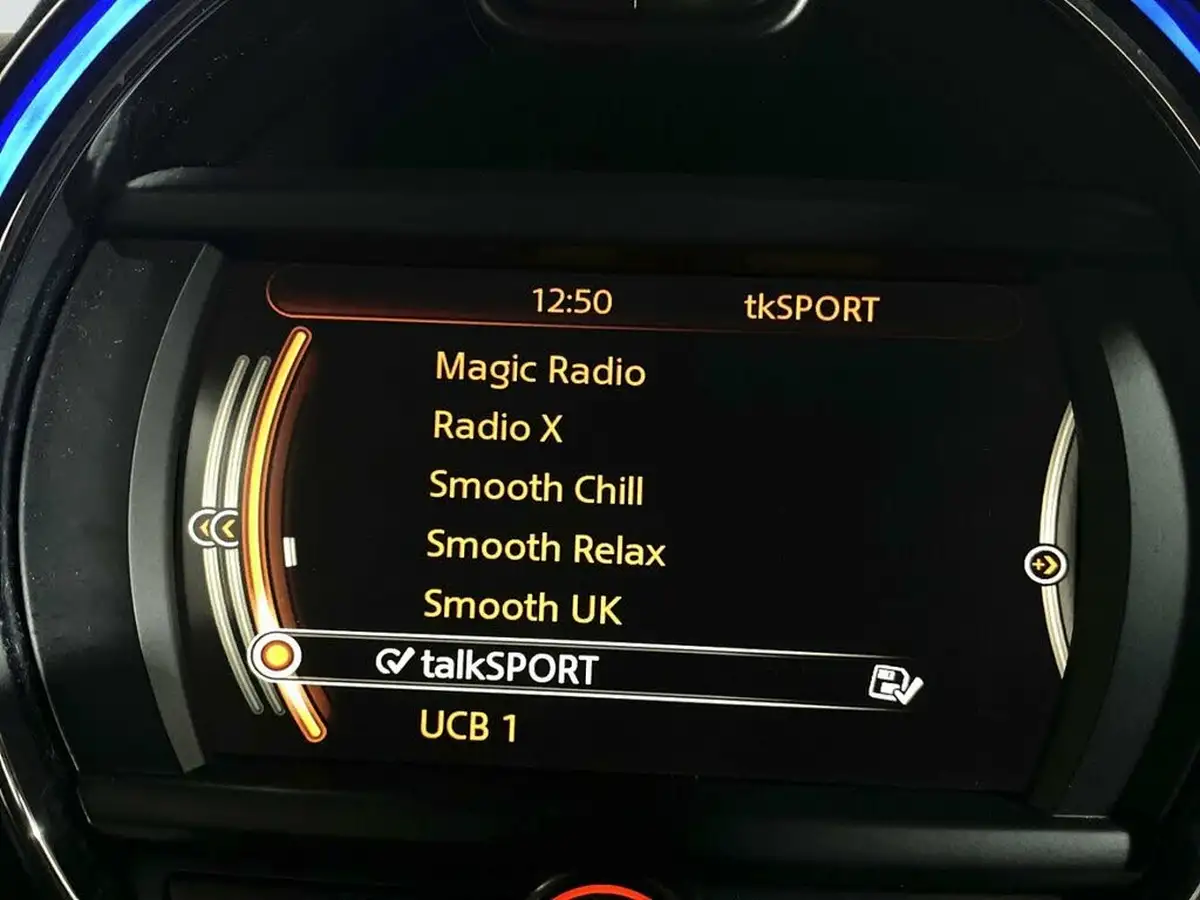 12:50 tkSPORT
Magic Radio
Radio X
Smooth Chill
Smooth Relax
Smooth UK
talkSPORT
UCB 1